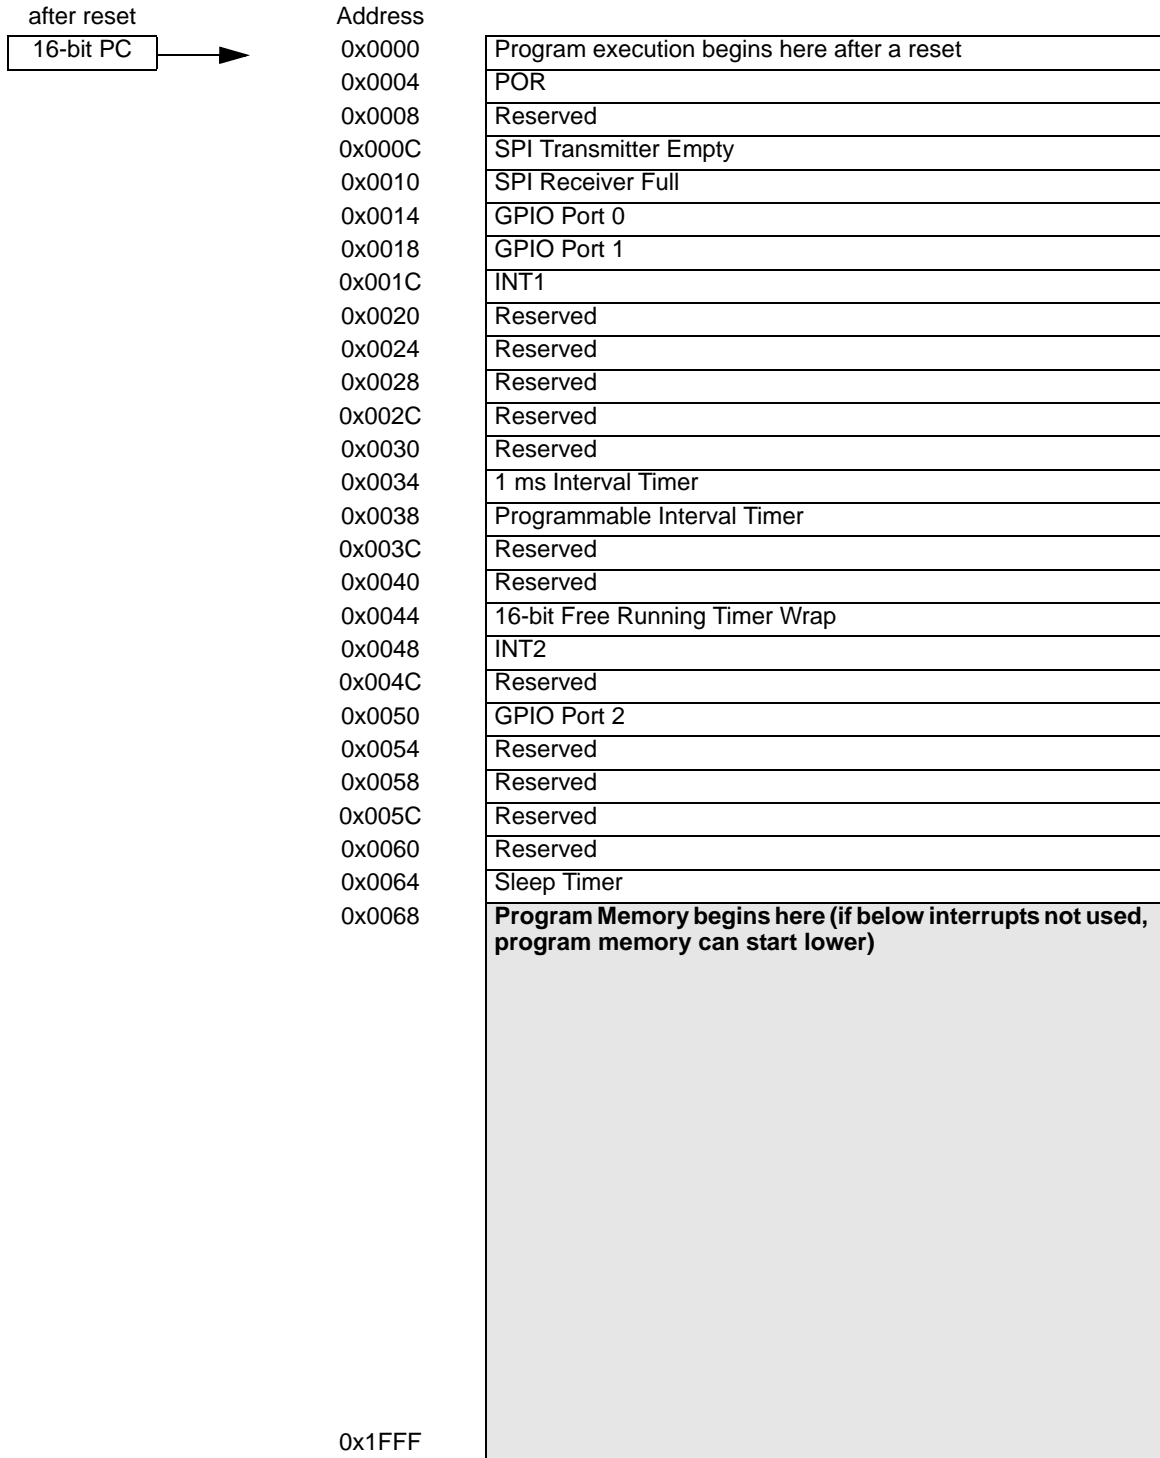 after reset Address
16-bit PC 0x0000 Program execution begins here after a reset
0x0004 POR
0x0008 Reserved
0x000C SPI Transmitter Empty
0x0010 SPI Receiver Full
0x0014 GPIO Port 0
0x0018 GPIO Port 1
0x001C INT1
0x0020 Reserved
0x0024 Reserved
0x0028 Reserved
0x002C Reserved
0x0030 Reserved
0x0034 1 ms Interval Timer
0x0038 Programmable Interval Timer
0x003C Reserved
0x0040 Reserved
0x0044 16-bit Free Running Timer Wrap
0x0048 INT2
0x004C Reserved
0x0050 GPIO Port 2
0x0054 Reserved
0x0058 Reserved
0x005C Reserved
0x0060 Reserved
0x0064 Sleep Timer
0x0068 Program Memory begins here (if below interrupts not used,
program memory can start lower)
0x1FFF